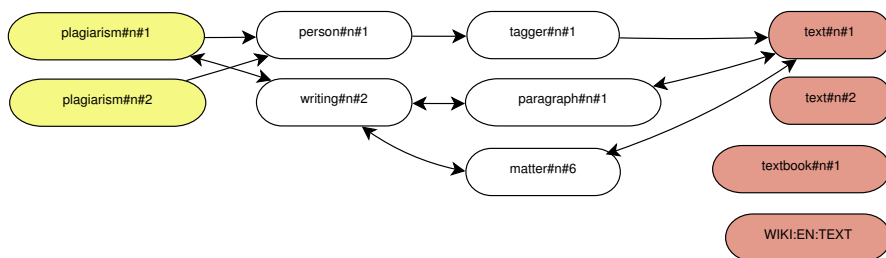 plagiarism#n#1
person#n#1
tagger#n#1
text#n#1
plagiarism#n#2
writing#n#2
paragraph#n#1
text#n#2
matter#n#6
textbook#n#1
WIKI:EN:TEXT